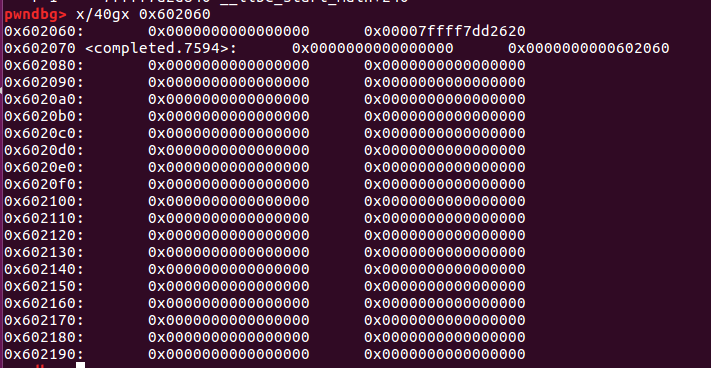 pwndbg> x/40gx 0x602060
0x602060: 0x0000000000000000 0x00007ffff7dd2620
0x602070 <completed.7594>: 0x0000000000000000 0x0000000000602060
0x602080: 0x0000000000000000 0x0000000000000000
0x602090: 0x0000000000000000 0x0000000000000000
0x6020a0: 0x0000000000000000 0x0000000000000000
0x6020b0: 0x0000000000000000 0x0000000000000000
0x6020c0: 0x0000000000000000 0x0000000000000000
0x6020d0: 0x0000000000000000 0x0000000000000000
0x6020e0: 0x0000000000000000 0x0000000000000000
0x6020f0: 0x0000000000000000 0x0000000000000000
0x602100: 0x0000000000000000 0x0000000000000000
0x602110: 0x0000000000000000 0x0000000000000000
0x602120: 0x0000000000000000 0x0000000000000000
0x602130: 0x0000000000000000 0x0000000000000000
0x602140: 0x0000000000000000 0x0000000000000000
0x602150: 0x0000000000000000 0x0000000000000000
0x602160: 0x0000000000000000 0x0000000000000000
0x602170: 0x0000000000000000 0x0000000000000000
0x602180: 0x0000000000000000 0x0000000000000000
0x602190: 0x0000000000000000 0x0000000000000000